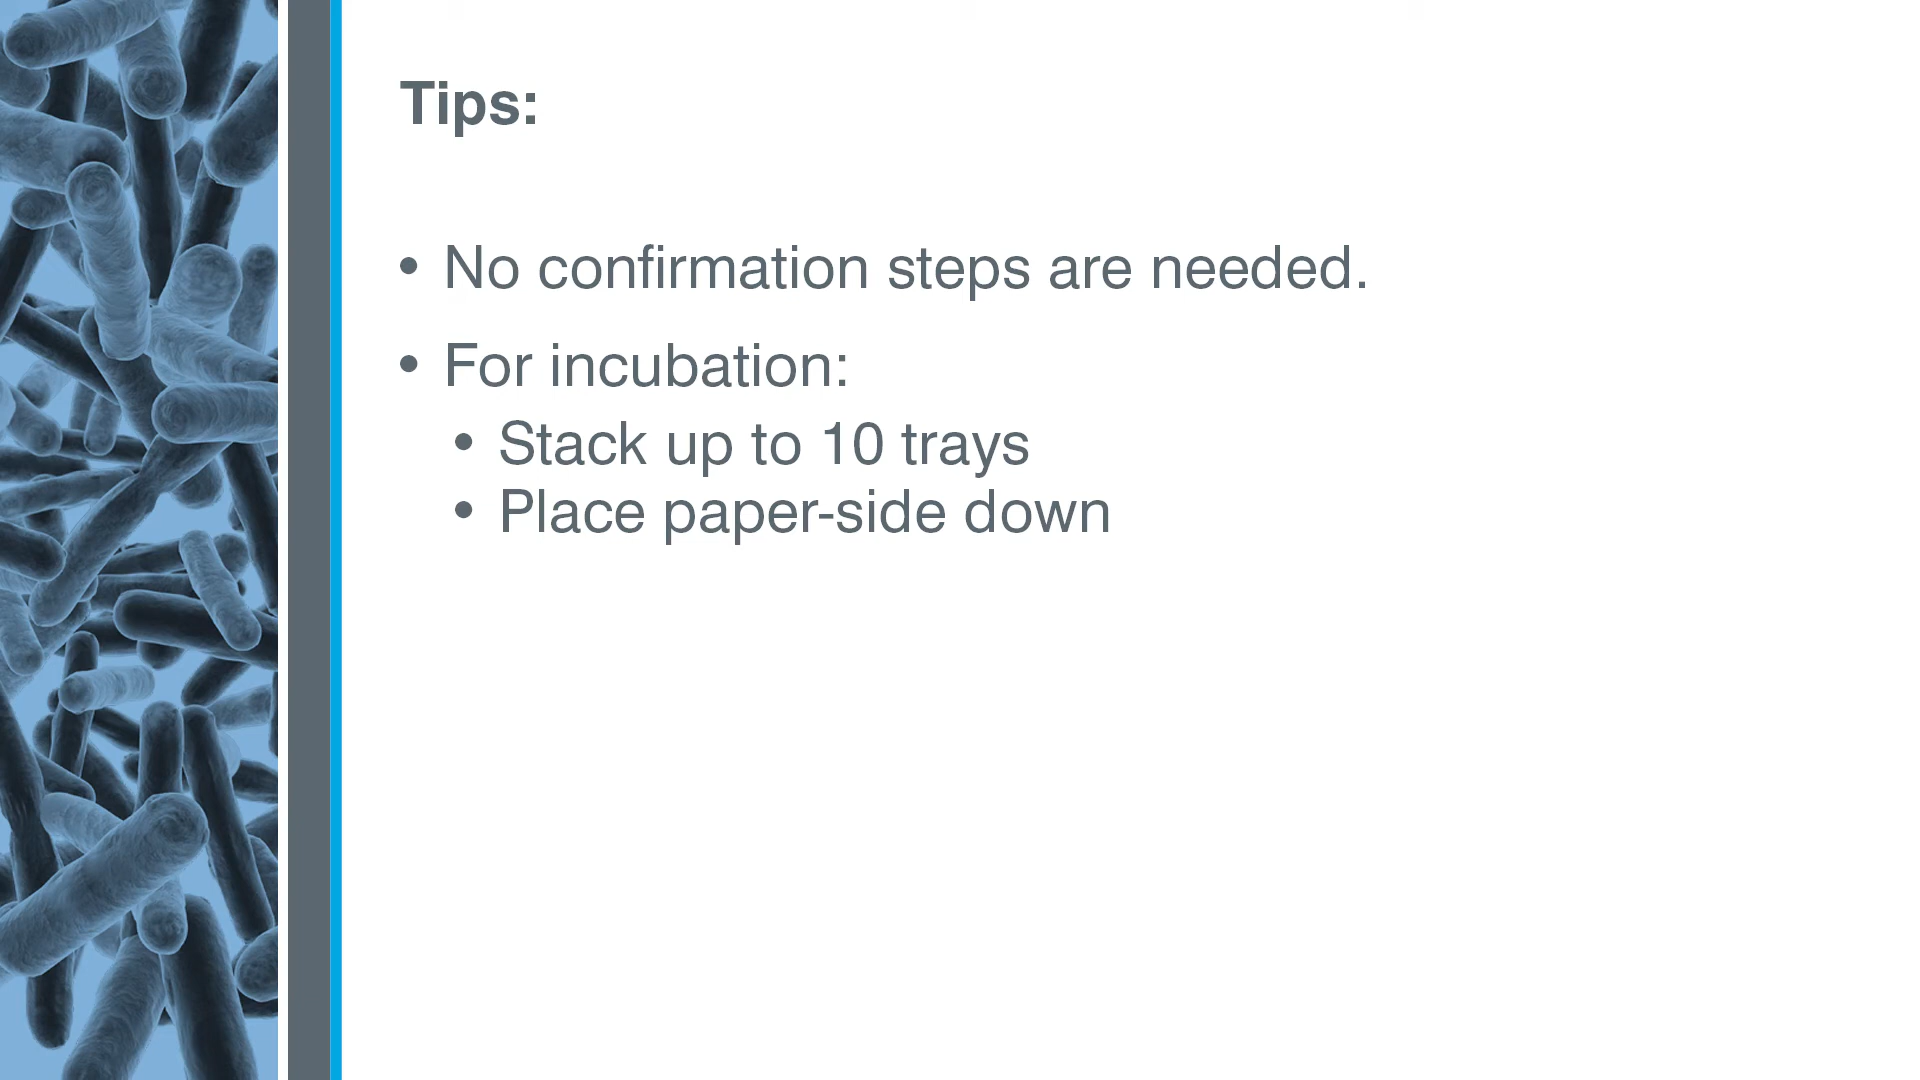 Tips:
• No confirmation steps are needed.
• For incubation:
• Stack up to 10 trays
• Place paper-side down